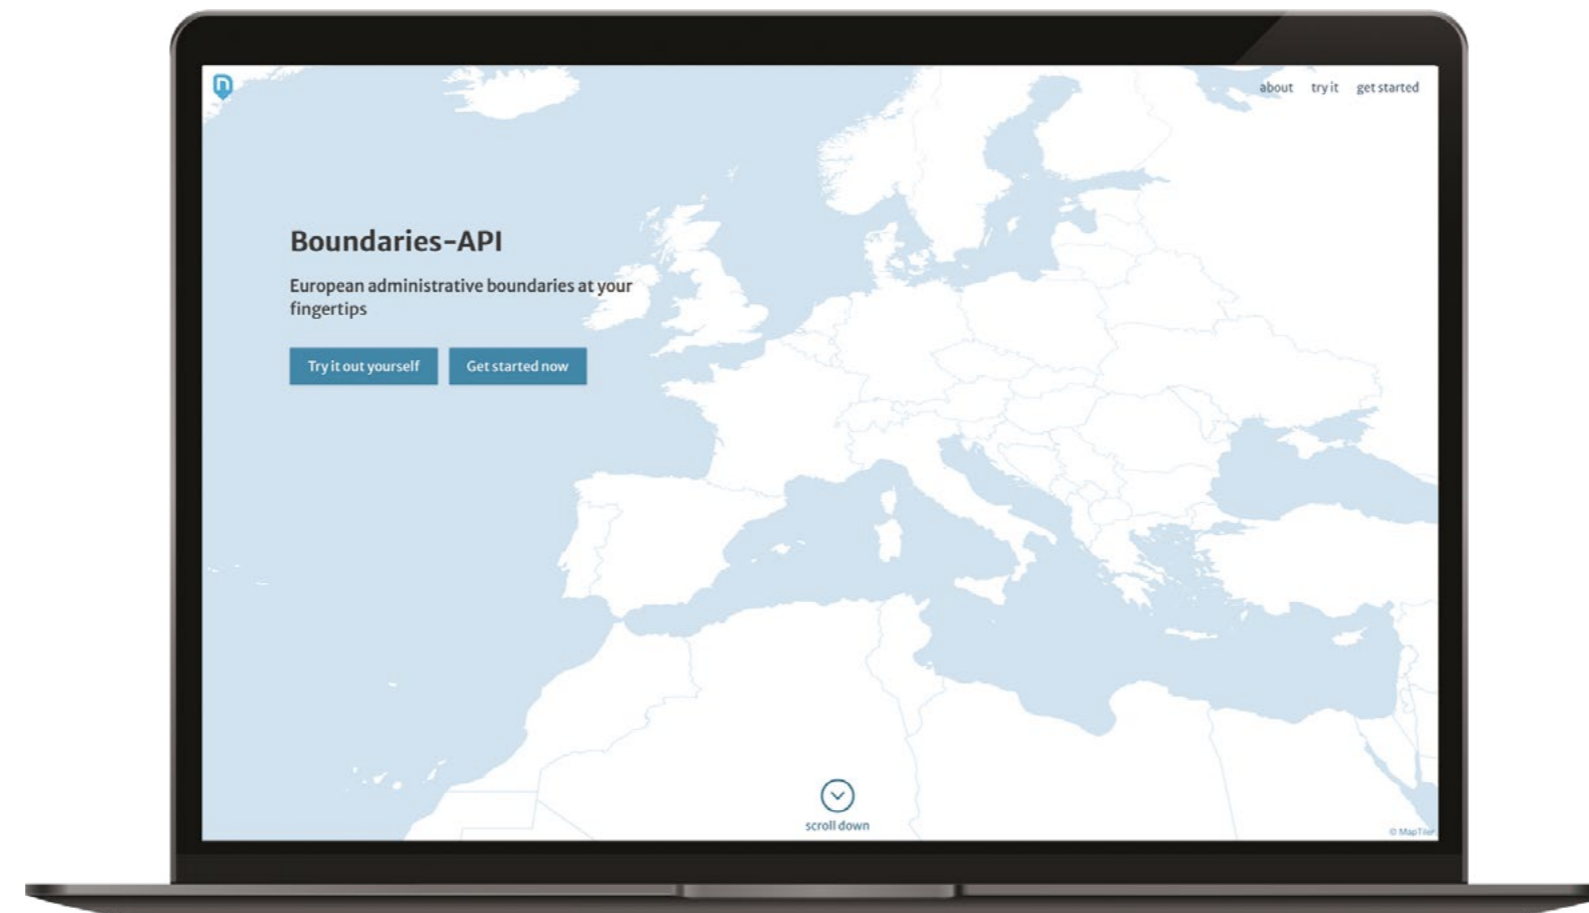 about try it get started
Boundaries-API
European administrative boundaries at your
fingertips
Try it out yourself Get started now
scroll down
© MapTiler